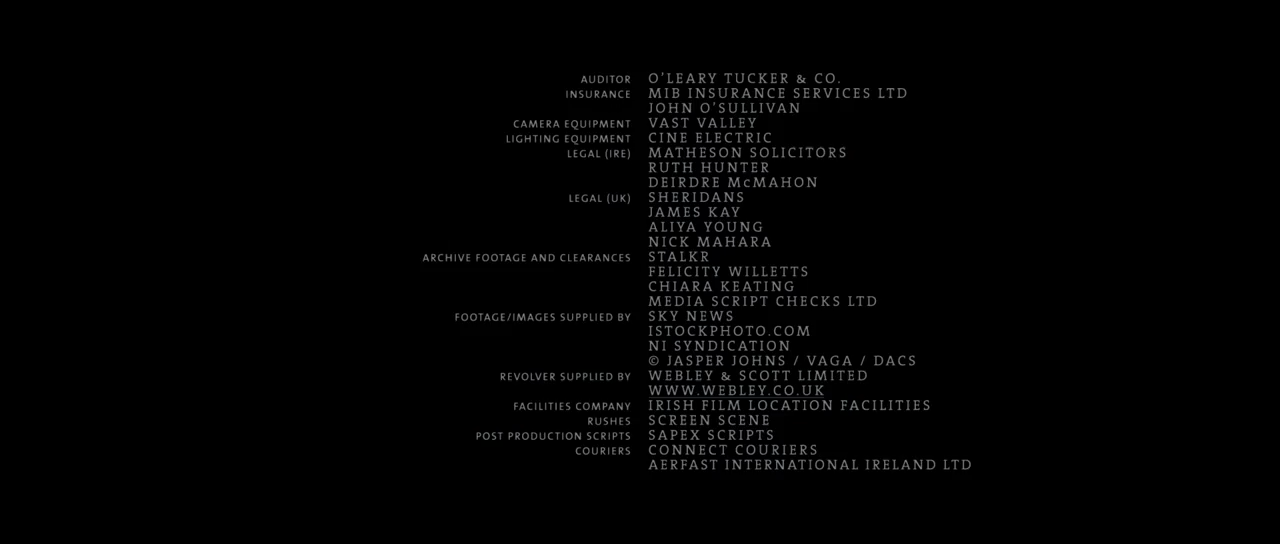 AUDITOR O'LEARY TUCKER & CO.
INSURANCE MIB INSURANCE SERVICES LTD
JOHN O'SULLIVAN
CAMERA EQUIPMENT VAST VALLEY
LIGHTING EQUIPMENT CINE ELECTRIC
LEGAL (IRE) MATHESON SOLICITORS
RUTH HUNTER
DEIRDRE McMAHON
LEGAL (UK) SHERIDANS
JAMES KAY
ALIYA YOUNG
NICK MAHARA
ARCHIVE FOOTAGE AND CLEARANCES STALKR
FELICITY WILLETTS
CHIARA KEATING
MEDIA SCRIPT CHECKS LTD
FOOTAGE/IMAGES SUPPLIED BY SKY NEWS
ISTOCKPHOTO.COM
NI SYNDICATION
© JASPER JOHNS / VAGA / DACS
REVOLVER SUPPLIED BY WEBLEY & SCOTT LIMITED
WWW.WEBLEY.CO.UK
FACILITIES COMPANY IRISH FILM LOCATION FACILITIES
RUSHES SCREEN SCENE
POST PRODUCTION SCRIPTS SAPEX SCRIPTS
COURIERS CONNECT COURIERS
AERFAST INTERNATIONAL IRELAND LTD